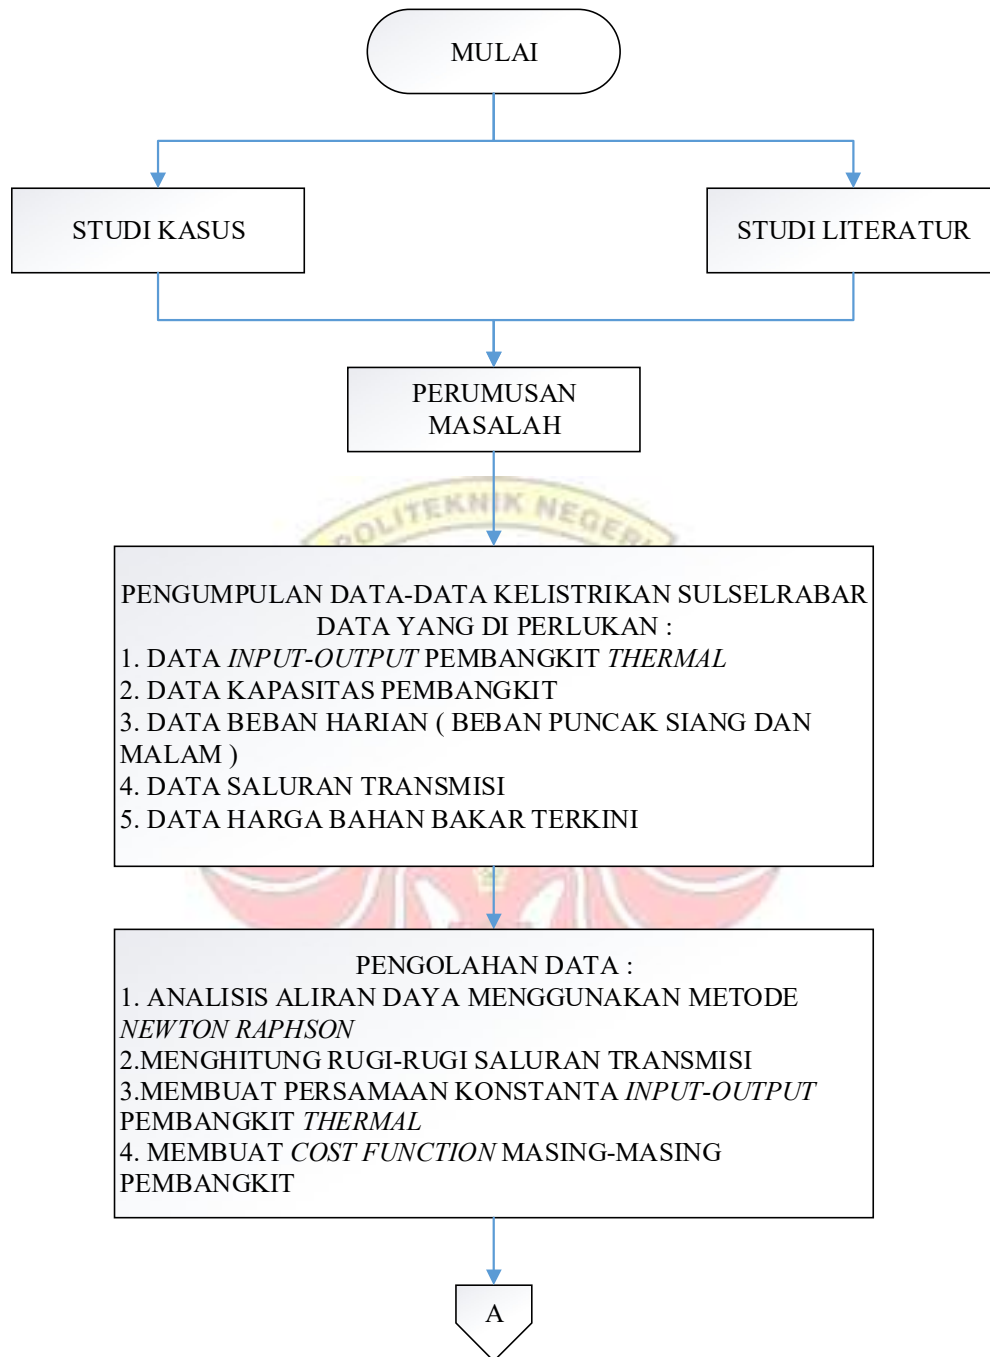 MULAI
STUDI KASUS
STUDI LITERATUR
PERUMUSAN
MASALAH
POLITEKNIK NEGERI
PENGUMPULAN DATA-DATA KELISTRIKAN SULSELRABAR
DATA YANG DI PERLUKAN :
1. DATA INPUT-OUTPUT PEMBANGKIT THERMAL
2. DATA KAPASITAS PEMBANGKIT
3. DATA BEBAN HARIAN ( BEBAN PUNCAK SIANG DAN
MALAM )
4. DATA SALURAN TRANSMISI
5. DATA HARGA BAHAN BAKAR TERKINI
PENGOLAHAN DATA :
1. ANALISIS ALIRAN DAYA MENGGUNAKAN METODE
NEWTON RAPHSON
2.MENGHITUNG RUGI-RUGI SALURAN TRANSMISI
3.MEMBUAT PERSAMAAN KONSTANTA INPUT-OUTPUT
PEMBANGKIT THERMAL
4. MEMBUAT COST FUNCTION MASING-MASING
PEMBANGKIT
A